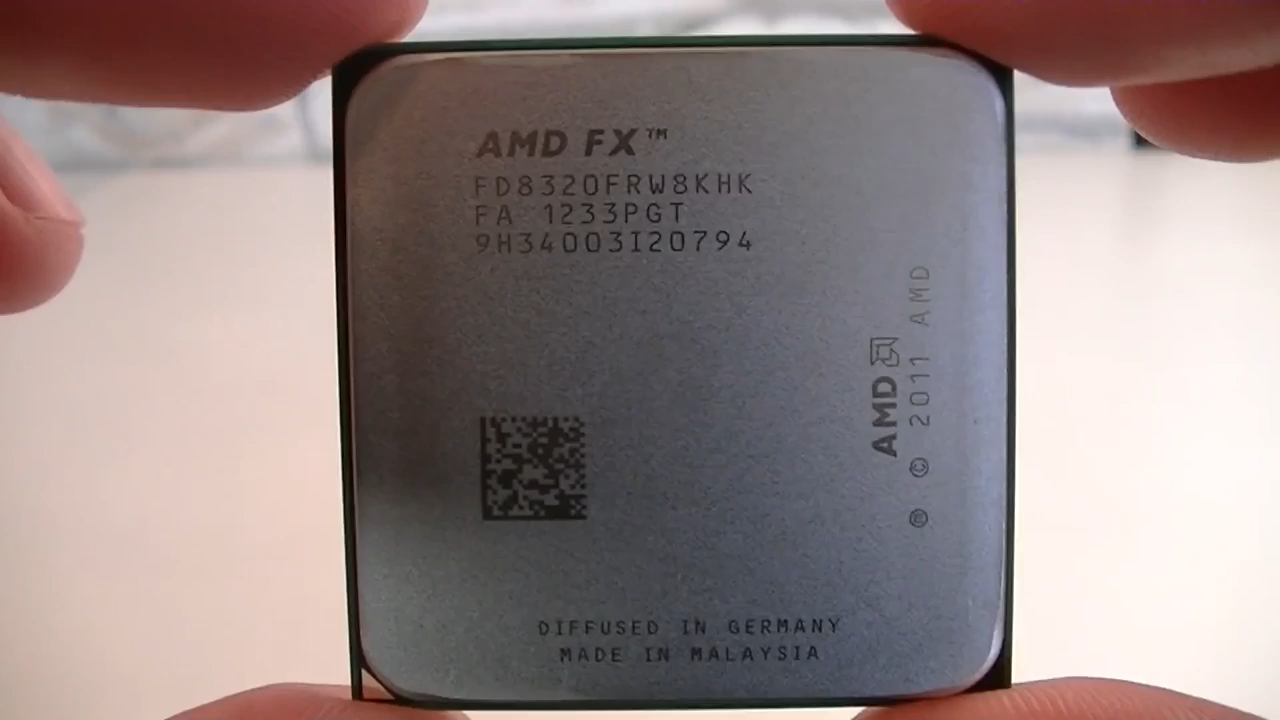 AMD FX™
FD8320FRW8KHK
FA 1233PGT
9H34003I20794
AMD
® © 2011 AMD
DIFFUSED IN GERMANY
MADE IN MALAYSIA